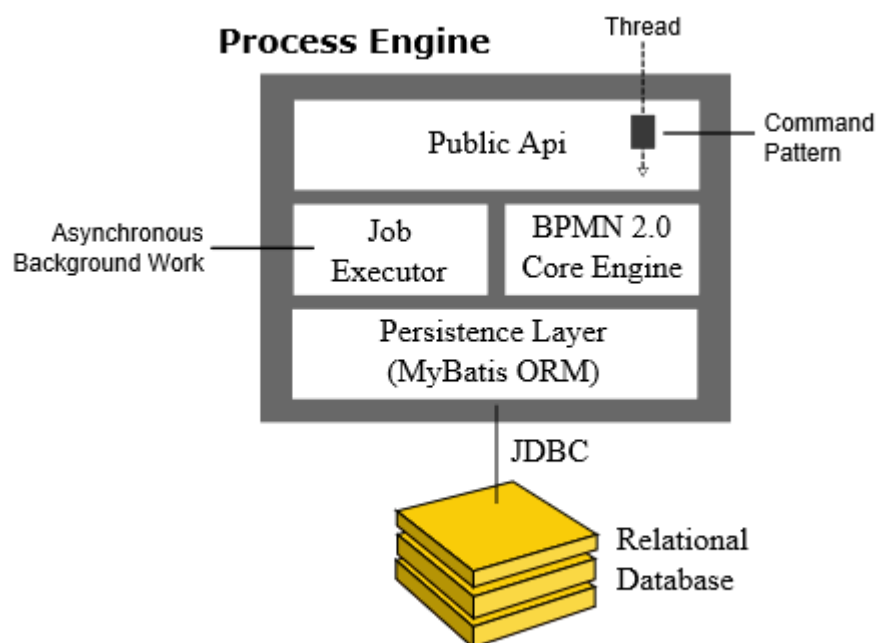 Process Engine
Thread
Public Api
Command
Pattern
Asynchronous
Background Work
Job
Executor
BPMN 2.0
Core Engine
Persistence Layer
(MyBatis ORM)
JDBC
Relational
Database